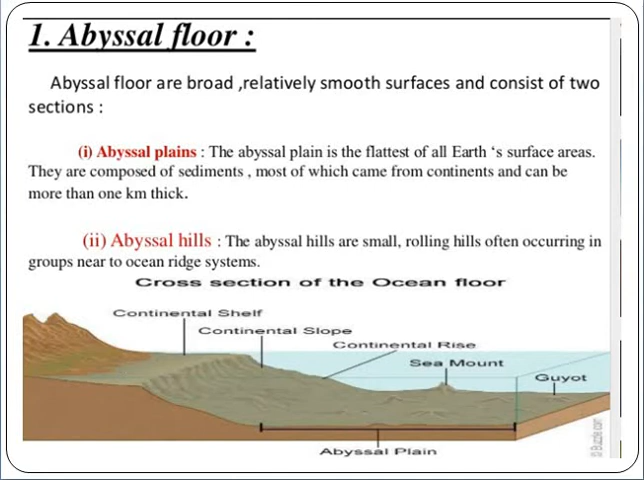 1. Abyssal floor :
Abyssal floor are broad ,relatively smooth surfaces and consist of two
sections :
(i) Abyssal plains : The abyssal plain is the flattest of all Earth ‘s surface areas.
They are composed of sediments , most of which came from continents and can be
more than one km thick.
(ii) Abyssal hills : The abyssal hills are small, rolling hills often occurring in
groups near to ocean ridge systems.
Cross section of the Ocean floor
Continental Shelf
Continental Slope
Continental Rise
Sea Mount
Guyot
Abyssal Plain
© Buzzle.com